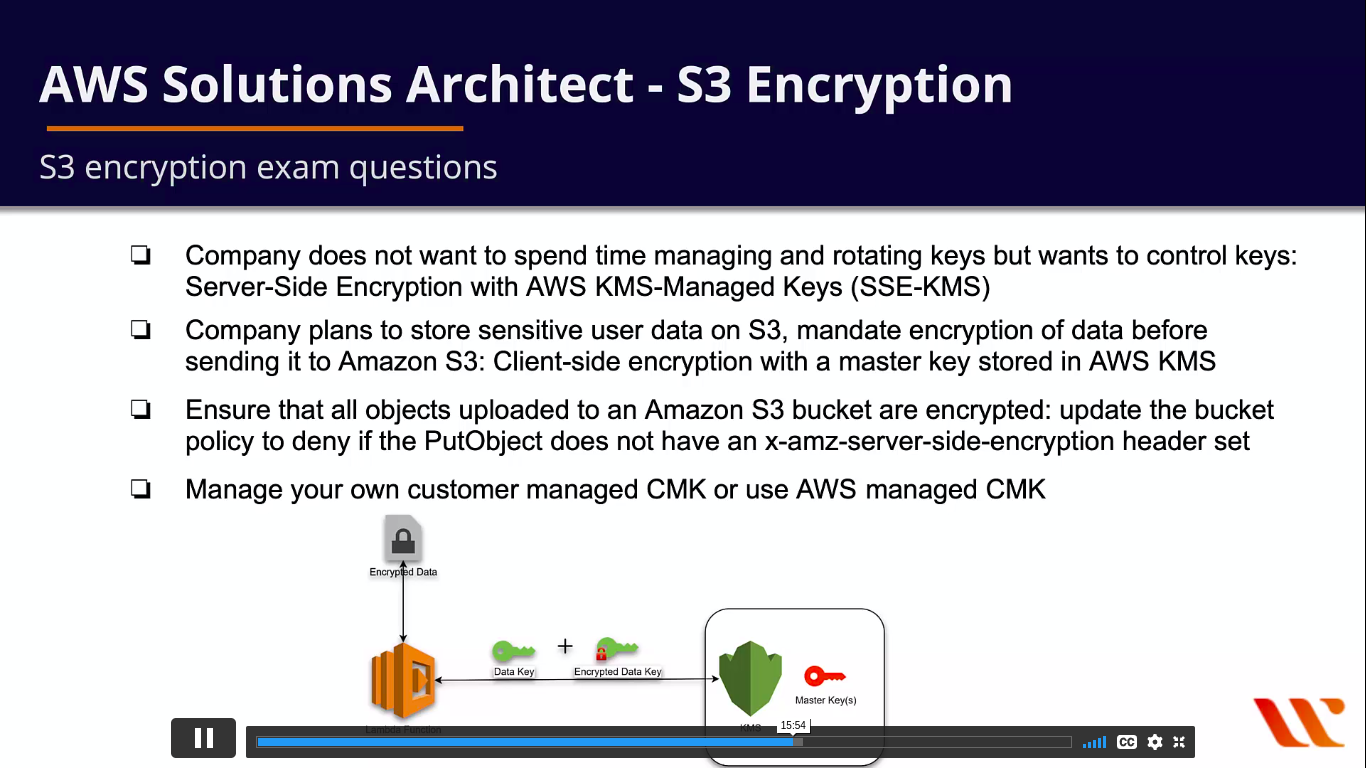 AWS Solutions Architect - S3 Encryption
S3 encryption exam questions
Company does not want to spend time managing and rotating keys but wants to control keys:
Server-Side Encryption with AWS KMS-Managed Keys (SSE-KMS)
Company plans to store sensitive user data on S3, mandate encryption of data before
sending it to Amazon S3: Client-side encryption with a master key stored in AWS KMS
Ensure that all objects uploaded to an Amazon S3 bucket are encrypted: update the bucket
policy to deny if the PutObject does not have an x-amz-server-side-encryption header set
Manage your own customer managed CMK or use AWS managed CMK
Encrypted Data
+
Data Key
Encrypted Data Key
Master Key(s)
Lambda Function
KMS
15:54
CC